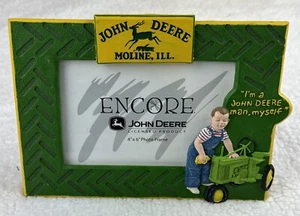 JOHN DEERE
MOLINE, ILL.
"I'm a
JOHN DEERE
man, myself"
ENCORE
JOHN DEERE
LICENSED PRODUCT
4"x 6" Photo Frame